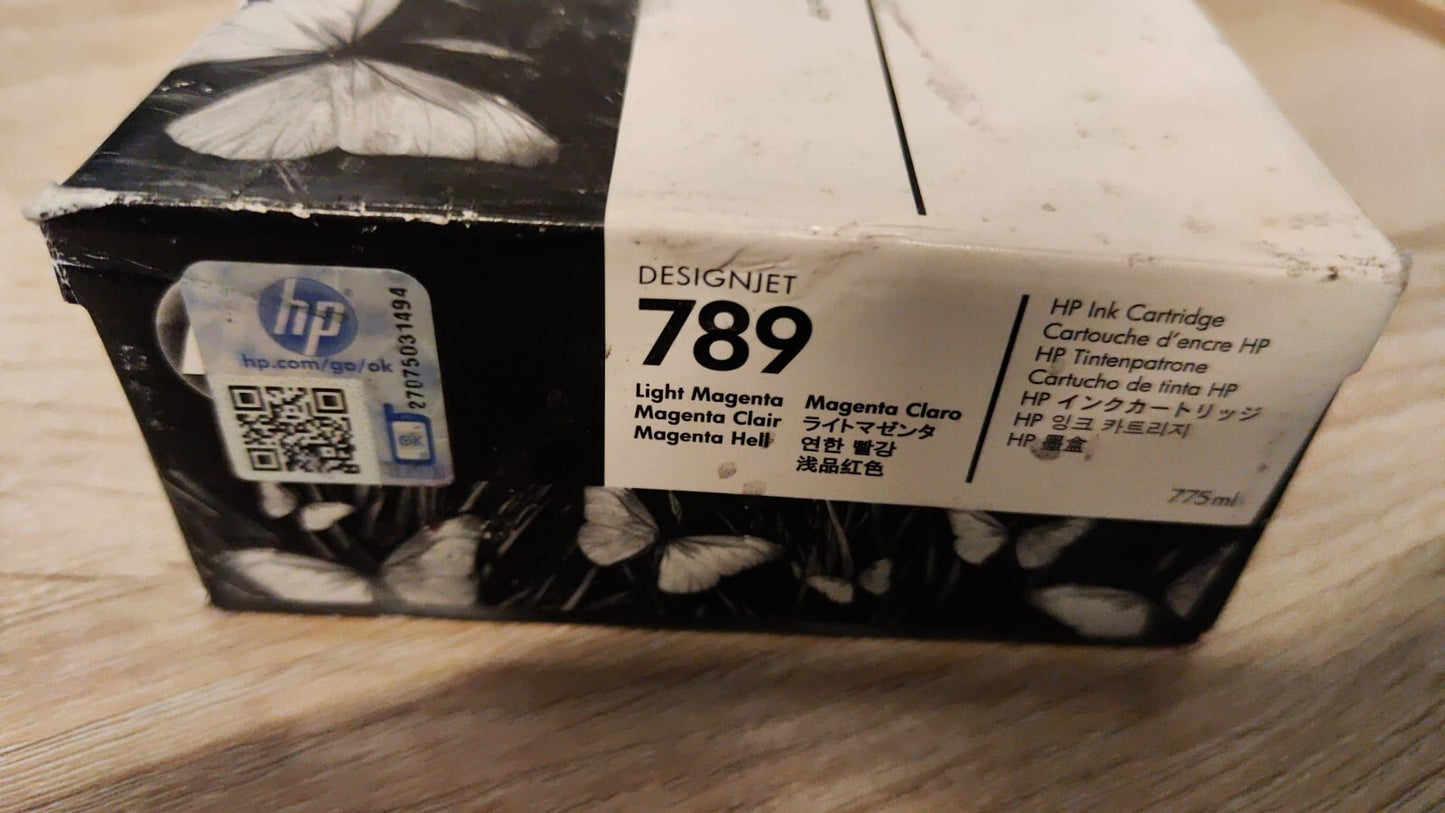 hp
hp.com/go/ok
27075031494
ok
DESIGNJET
789
Light Magenta
Magenta Clair
Magenta Hell
Magenta Claro
ライトマゼンタ
연한 빨강
浅品红色
HP Ink Cartridge
Cartouche d'encre HP
HP Tintenpatrone
Cartucho de tinta HP
HP インクカートリッジ
HP 잉크 카트리지
HP 墨盒
775 ml